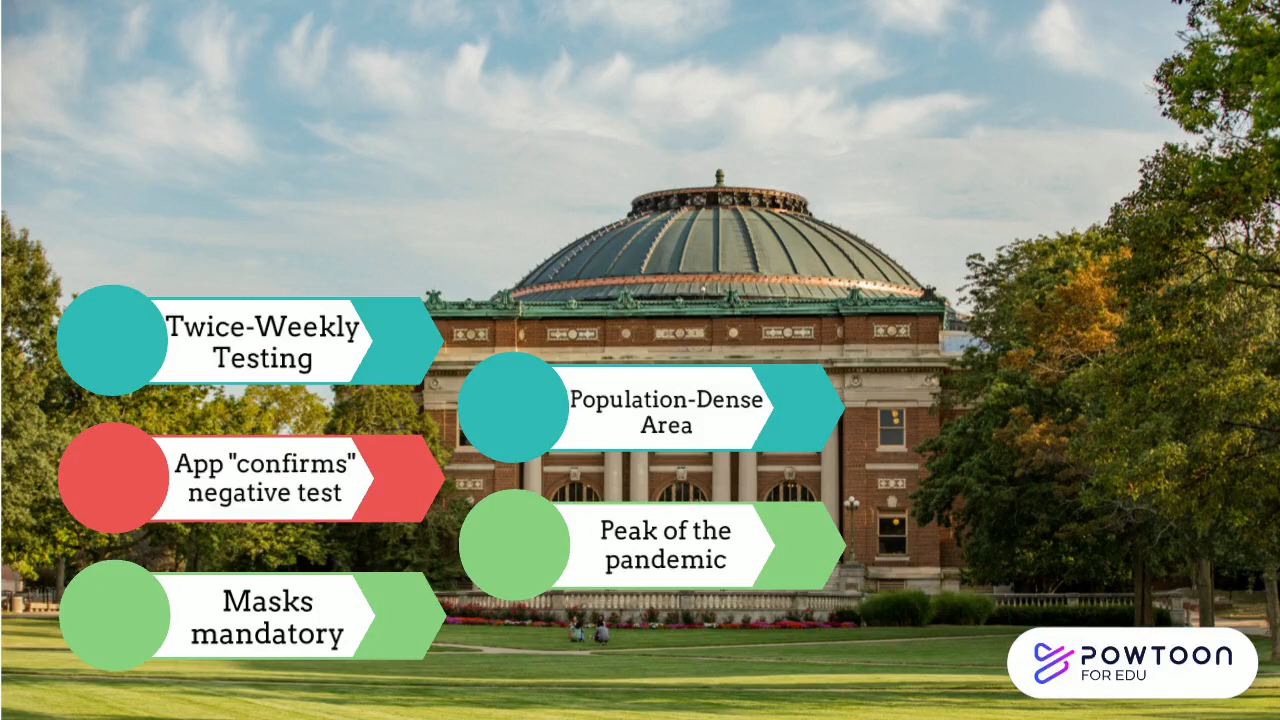 Twice-Weekly
Testing
App "confirms"
negative test
Masks
mandatory
Population-Dense
Area
Peak of the
pandemic
POWTOON
FOR EDU